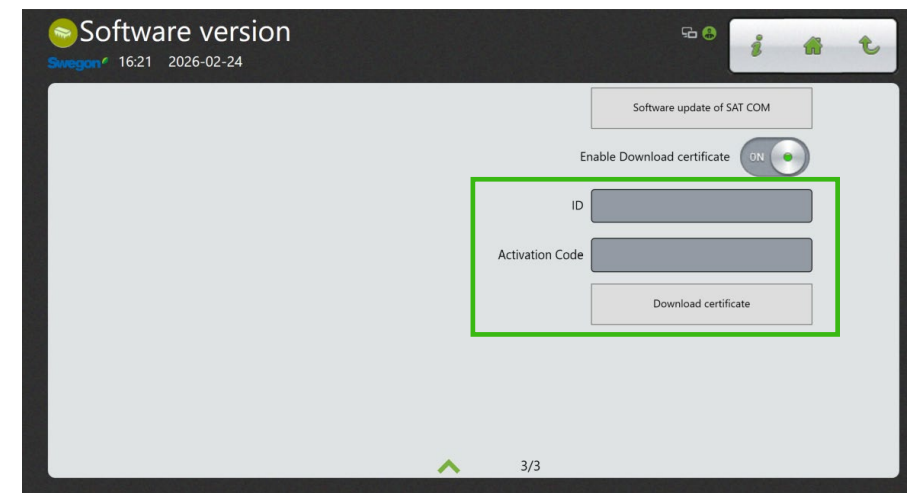 Software version
Swegon 16:21 2026-02-24
Software update of SAT COM
Enable Download certificate ON
ID
Activation Code
Download certificate
3/3